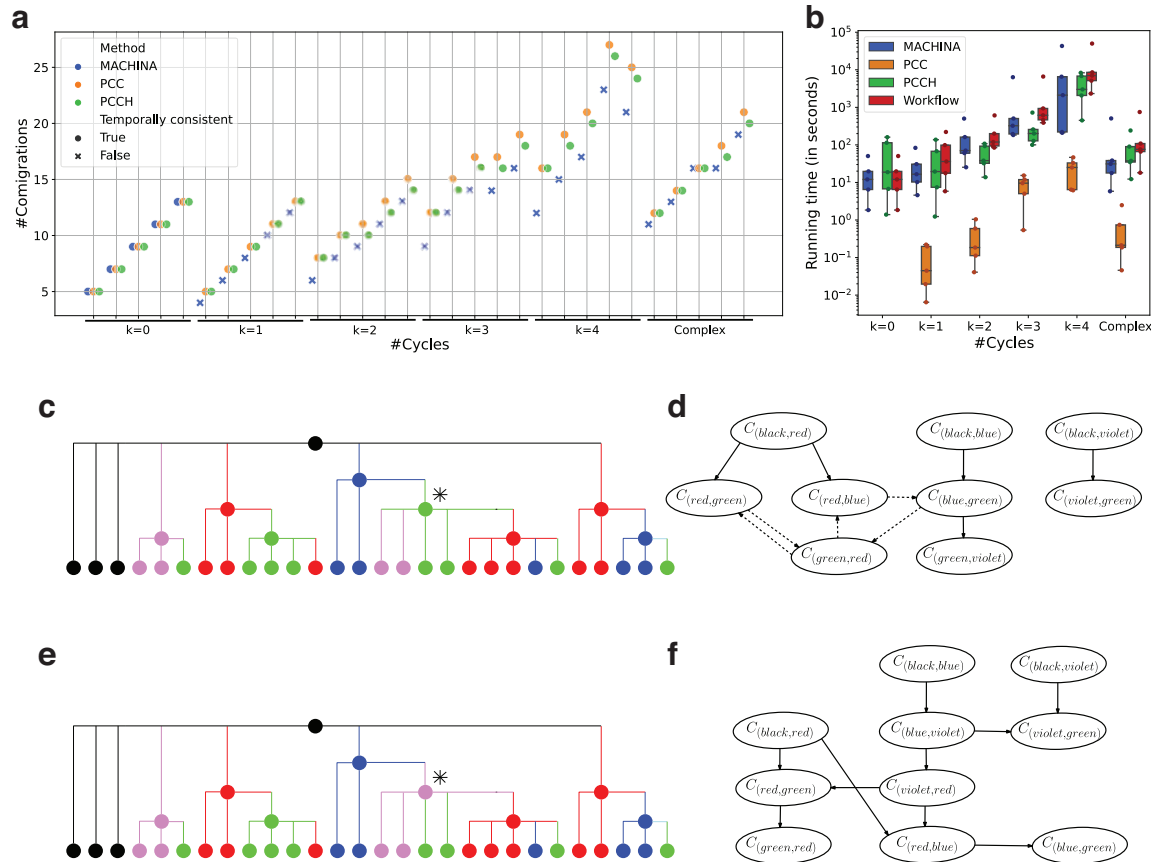 a
#Comigrations
25
20
15
10
5
Method
MACHINA
PCC
PCCH
Temporally consistent
True
False
k=0
k=1
k=2
k=3
k=4
Complex
#Cycles
b
Running time (in seconds)
10^5
10^4
10^3
10^2
10^1
10^0
10^−1
10^−2
MACHINA
PCC
PCCH
Workflow
k=0
k=1
k=2
k=3
k=4
Complex
#Cycles
c
d
C(black,red)
C(black,blue)
C(black,violet)
C(red,green)
C(red,blue)
C(blue,green)
C(violet,green)
C(green,red)
C(green,violet)
e
f
C(black,blue)
C(black,violet)
C(black,red)
C(blue,violet)
C(violet,green)
C(red,green)
C(violet,red)
C(green,red)
C(red,blue)
C(blue,green)